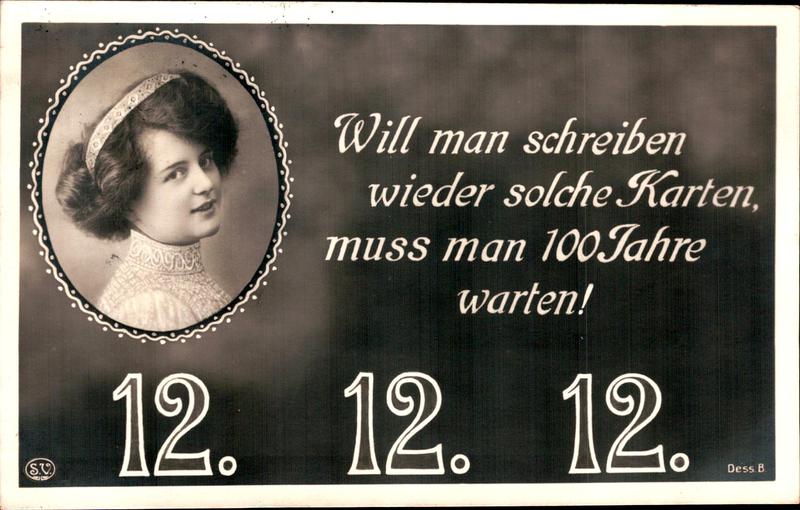 Will man schreiben
wieder solche Karten,
muss man 100 Jahre
warten!
12. 12. 12.
S.V.
Dess. B